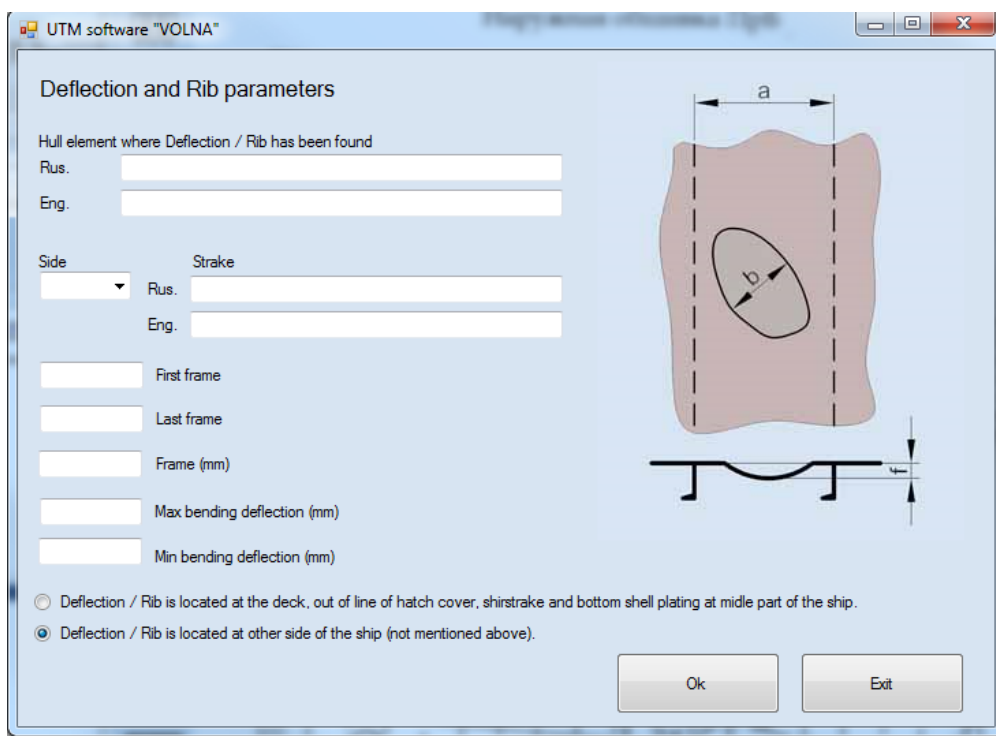 Наружная обшивка ПрБ
UTM software "VOLNA"
Deflection and Rib parameters
Hull element where Deflection / Rib has been found
Rus.
Eng.
Side Strake
Rus.
Eng.
First frame
Last frame
Frame (mm)
Max bending deflection (mm)
Min bending deflection (mm)
Deflection / Rib is located at the deck, out of line of hatch cover, shirstrake and bottom shell plating at midle part of the ship.
Deflection / Rib is located at other side of the ship (not mentioned above).
Ok Exit
a
b
f